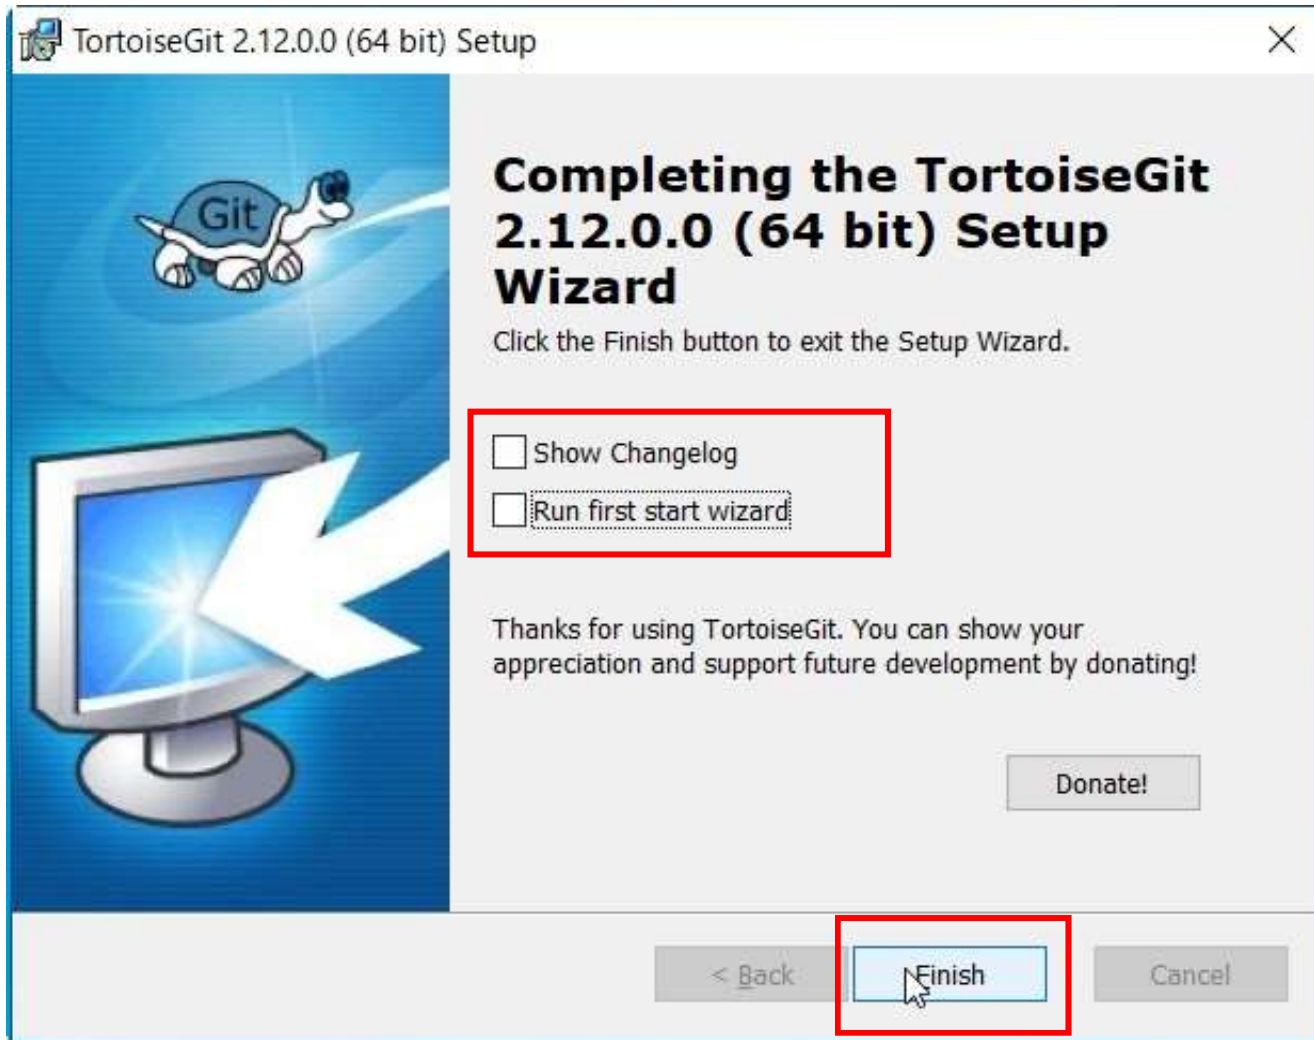 TortoiseGit 2.12.0.0 (64 bit) Setup
Git
Completing the TortoiseGit
2.12.0.0 (64 bit) Setup
Wizard
Click the Finish button to exit the Setup Wizard.
Show Changelog
Run first start wizard
Thanks for using TortoiseGit. You can show your
appreciation and support future development by donating!
Donate!
< Back Finish Cancel